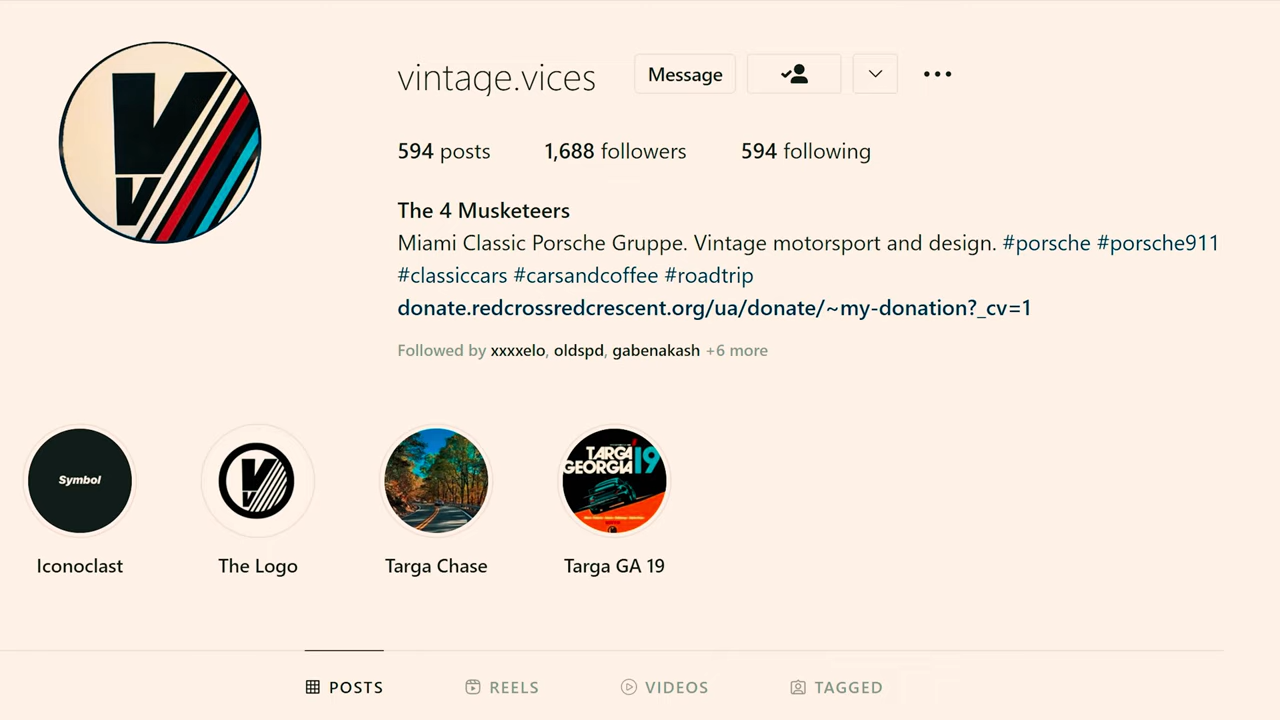 vintage.vices
Message
594 posts
1,688 followers
594 following
The 4 Musketeers
Miami Classic Porsche Gruppe. Vintage motorsport and design. #porsche #porsche911
#classiccars #carsandcoffee #roadtrip
donate.redcrossredcrescent.org/ua/donate/~my-donation?_cv=1
Followed by xxxxelo, oldspd, gabenakash +6 more
Symbol
TARGA
GEORGIA '19
Iconoclast
The Logo
Targa Chase
Targa GA 19
POSTS
REELS
VIDEOS
TAGGED